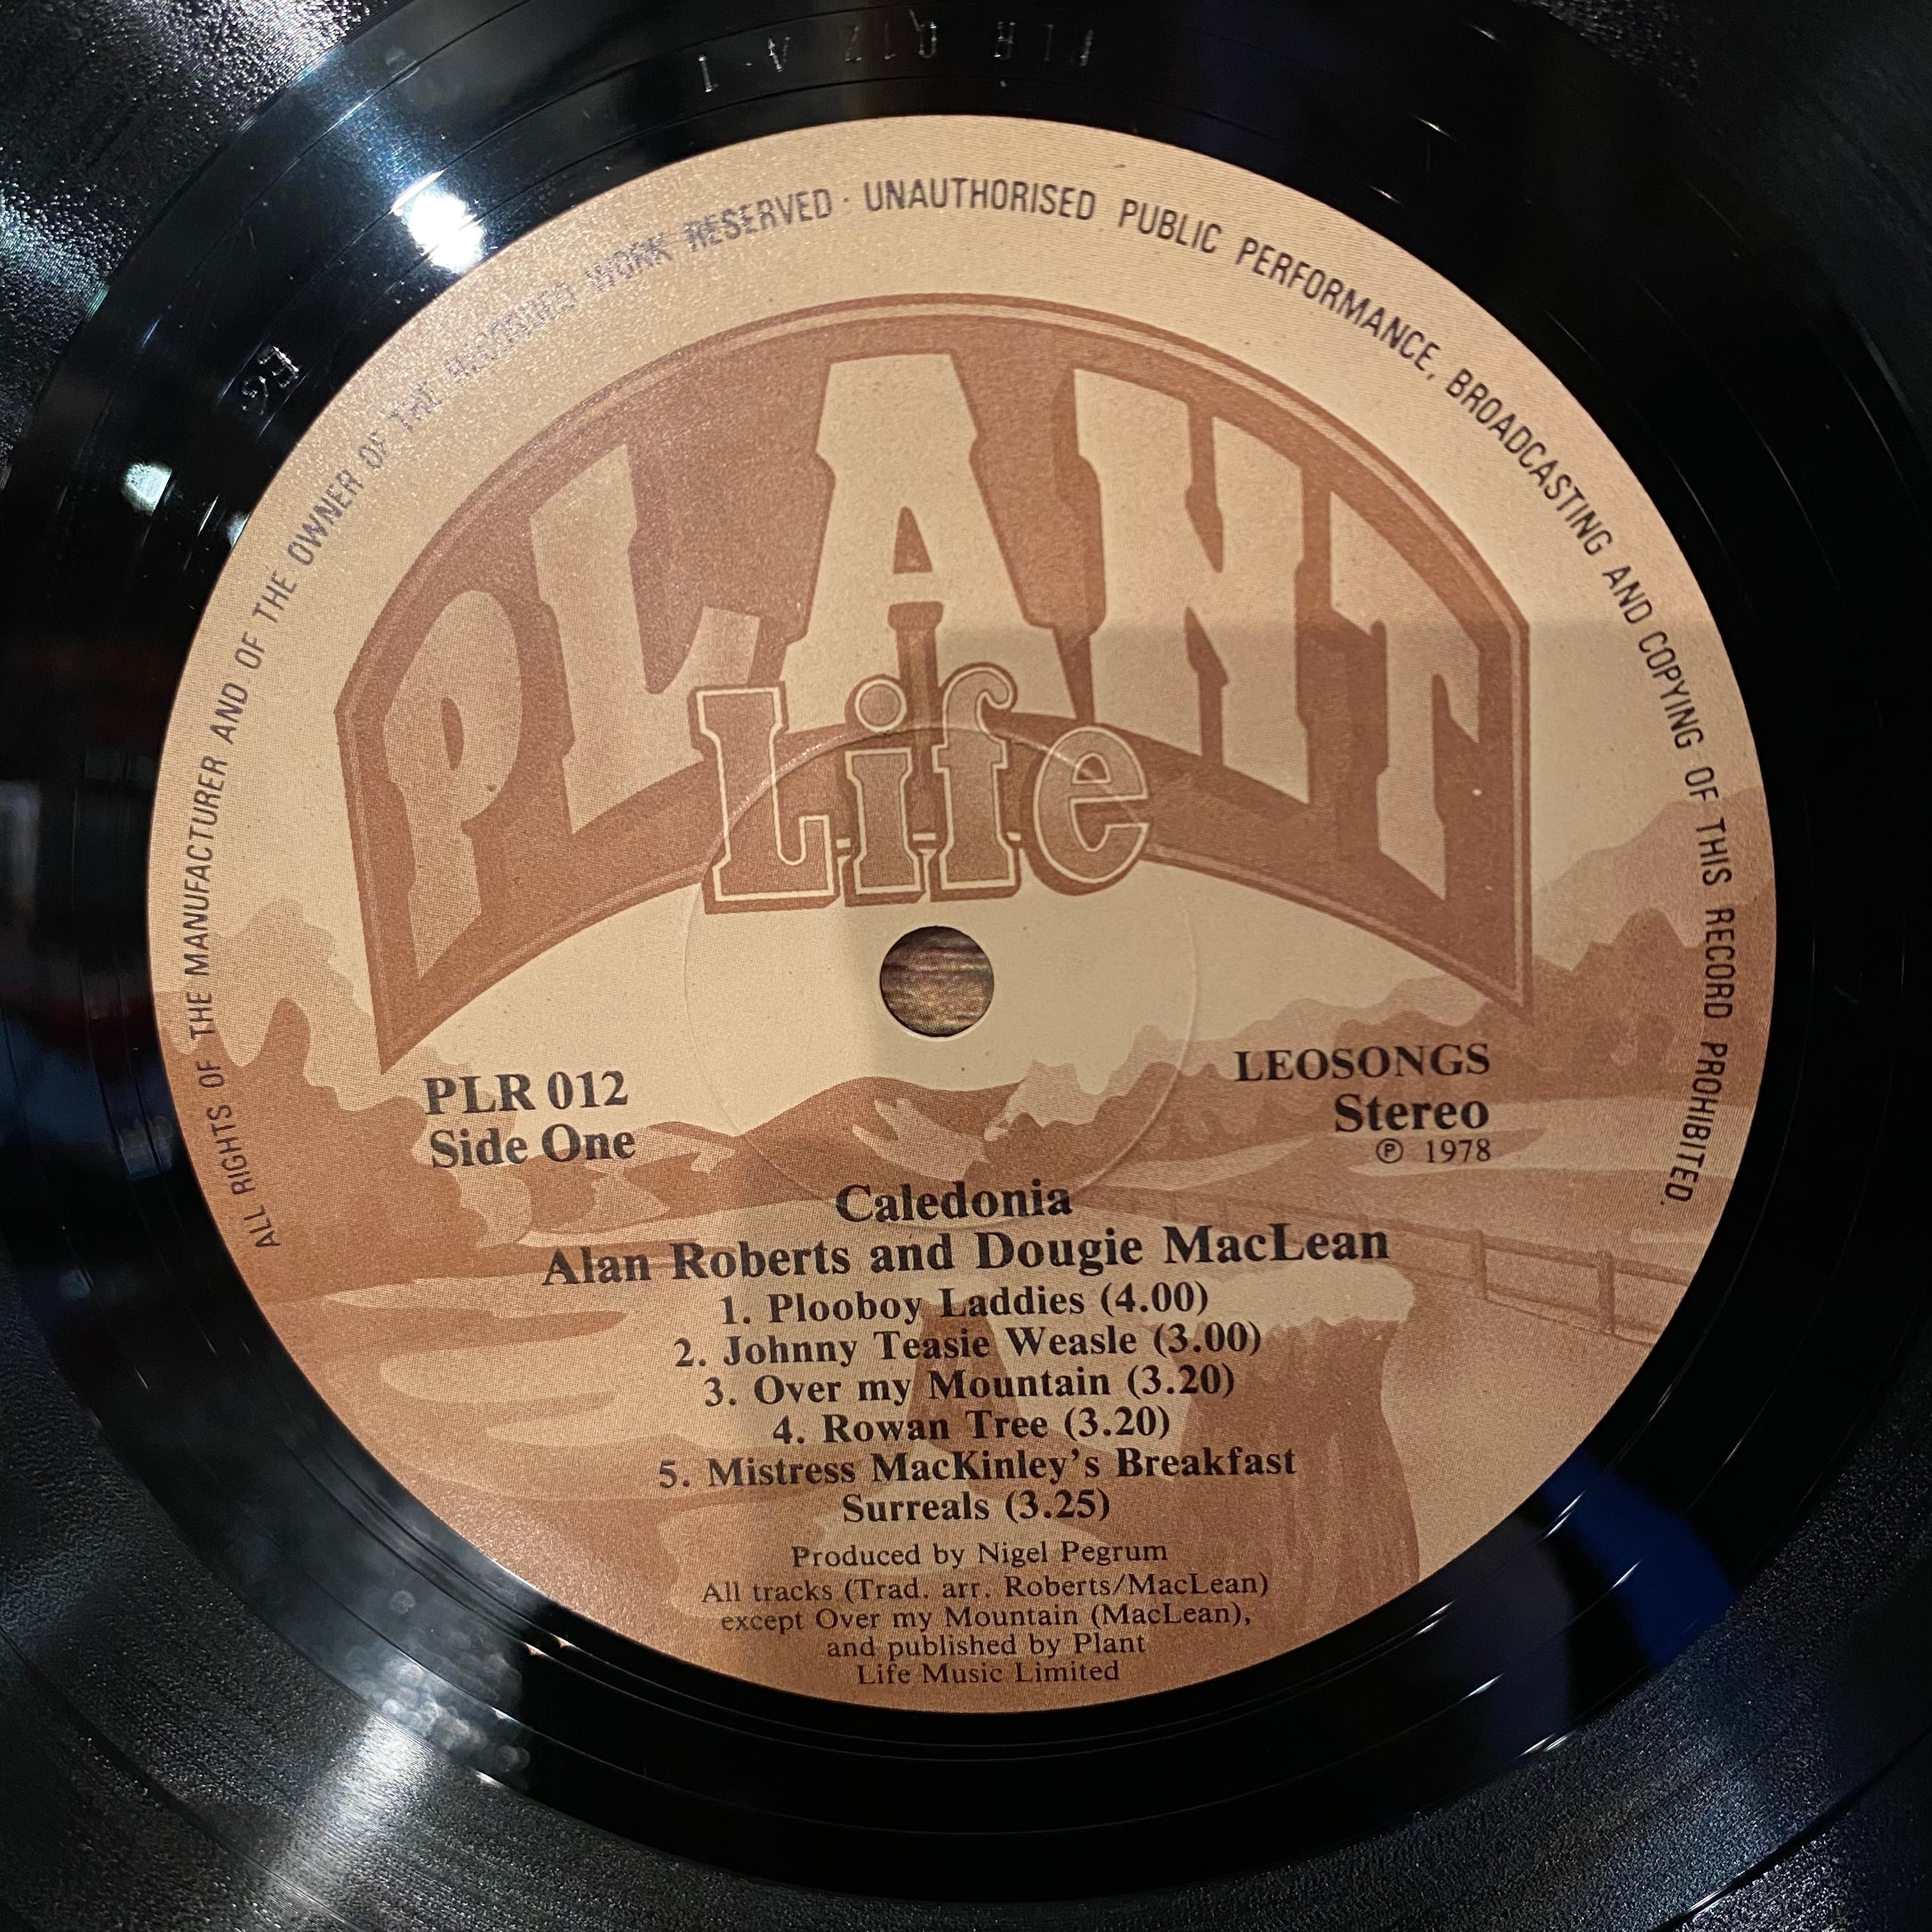 PLR 012 A-1
EG
ALL RIGHTS OF THE MANUFACTURER AND OF THE OWNER OF THE RECORDED WORK RESERVED · UNAUTHORISED PUBLIC PERFORMANCE, BROADCASTING AND COPYING OF THIS RECORD PROHIBITED.
PLANT
Life
PLR 012
Side One
LEOSONGS
Stereo
℗ 1978
Caledonia
Alan Roberts and Dougie MacLean
1. Plooboy Laddies (4.00)
2. Johnny Teasie Weasle (3.00)
3. Over my Mountain (3.20)
4. Rowan Tree (3.20)
5. Mistress MacKinley's Breakfast
Surreals (3.25)
Produced by Nigel Pegrum
All tracks (Trad. arr. Roberts/MacLean)
except Over my Mountain (MacLean),
and published by Plant
Life Music Limited